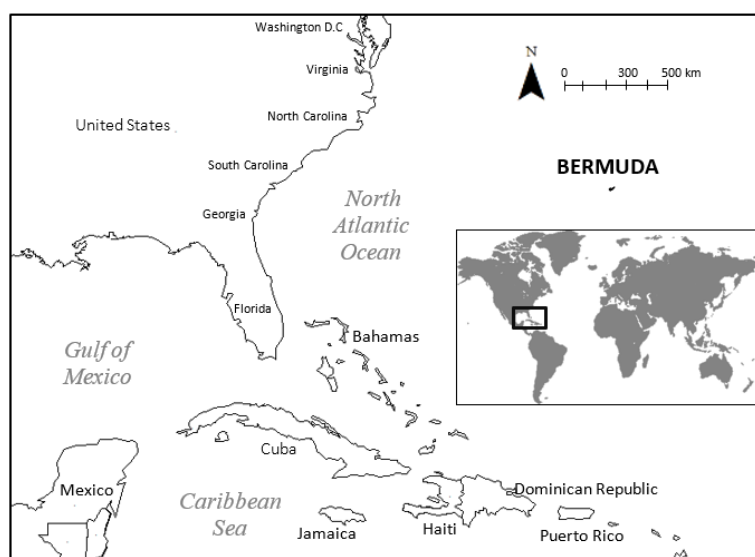 Washington D.C
Virginia
North Carolina
United States
South Carolina
Georgia
Florida
N
0 300 500 km
BERMUDA
North
Atlantic
Ocean
Bahamas
Gulf of
Mexico
Cuba
Mexico
Caribbean
Sea
Jamaica
Haiti
Dominican Republic
Puerto Rico